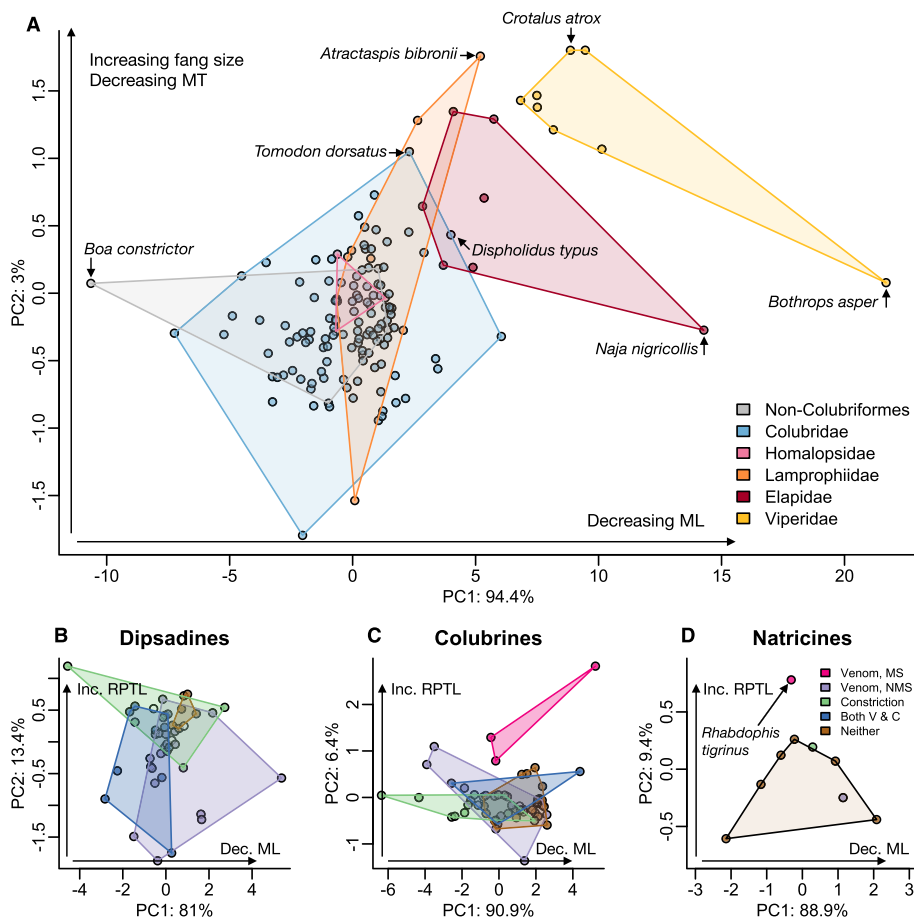 A
Crotalus atrox
Increasing fang size
Decreasing MT
Atractaspis bibronii
Tomodon dorsatus
Boa constrictor
Dispholidus typus
Bothrops asper
Naja nigricollis
Non-Colubriformes
Colubridae
Homalopsidae
Lamprophiidae
Elapidae
Viperidae
Decreasing ML
PC2: 3%
1.5
1.0
0.5
0.0
-0.5
-1.0
-1.5
-10 -5 0 5 10 15 20
PC1: 94.4%
B Dipsadines
Inc. RPTL
PC2: 13.4%
0.5
-0.5
-1.5
Dec. ML
-4 -2 0 2 4
PC1: 81%
C Colubrines
Inc. RPTL
PC2: 6.4%
2
1
0
-1
Dec. ML
-6 -4 -2 0 2 4
PC1: 90.9%
D Natricines
Inc. RPTL
Venom, MS
Venom, NMS
Constriction
Both V & C
Neither
Rhabdophis
tigrinus
PC2: 9.4%
0.5
0.0
-0.5
Dec. ML
-3 -2 -1 0 1 2 3
PC1: 88.9%